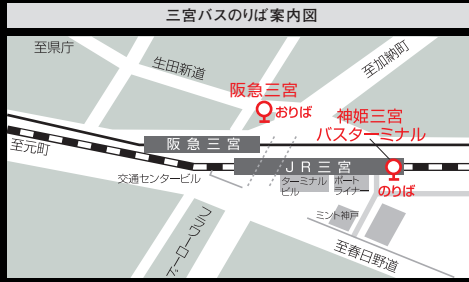 三宮バスのりば案内図
至県庁
生田新道
至加納町
阪急三宮
おりば
神姫三宮
バスターミナル
至元町
阪急三宮
JR三宮
交通センタービル
ターミナル
ビル
ポート
ライナー
のりば
ミント神戸
フラワーロード
至春日野道